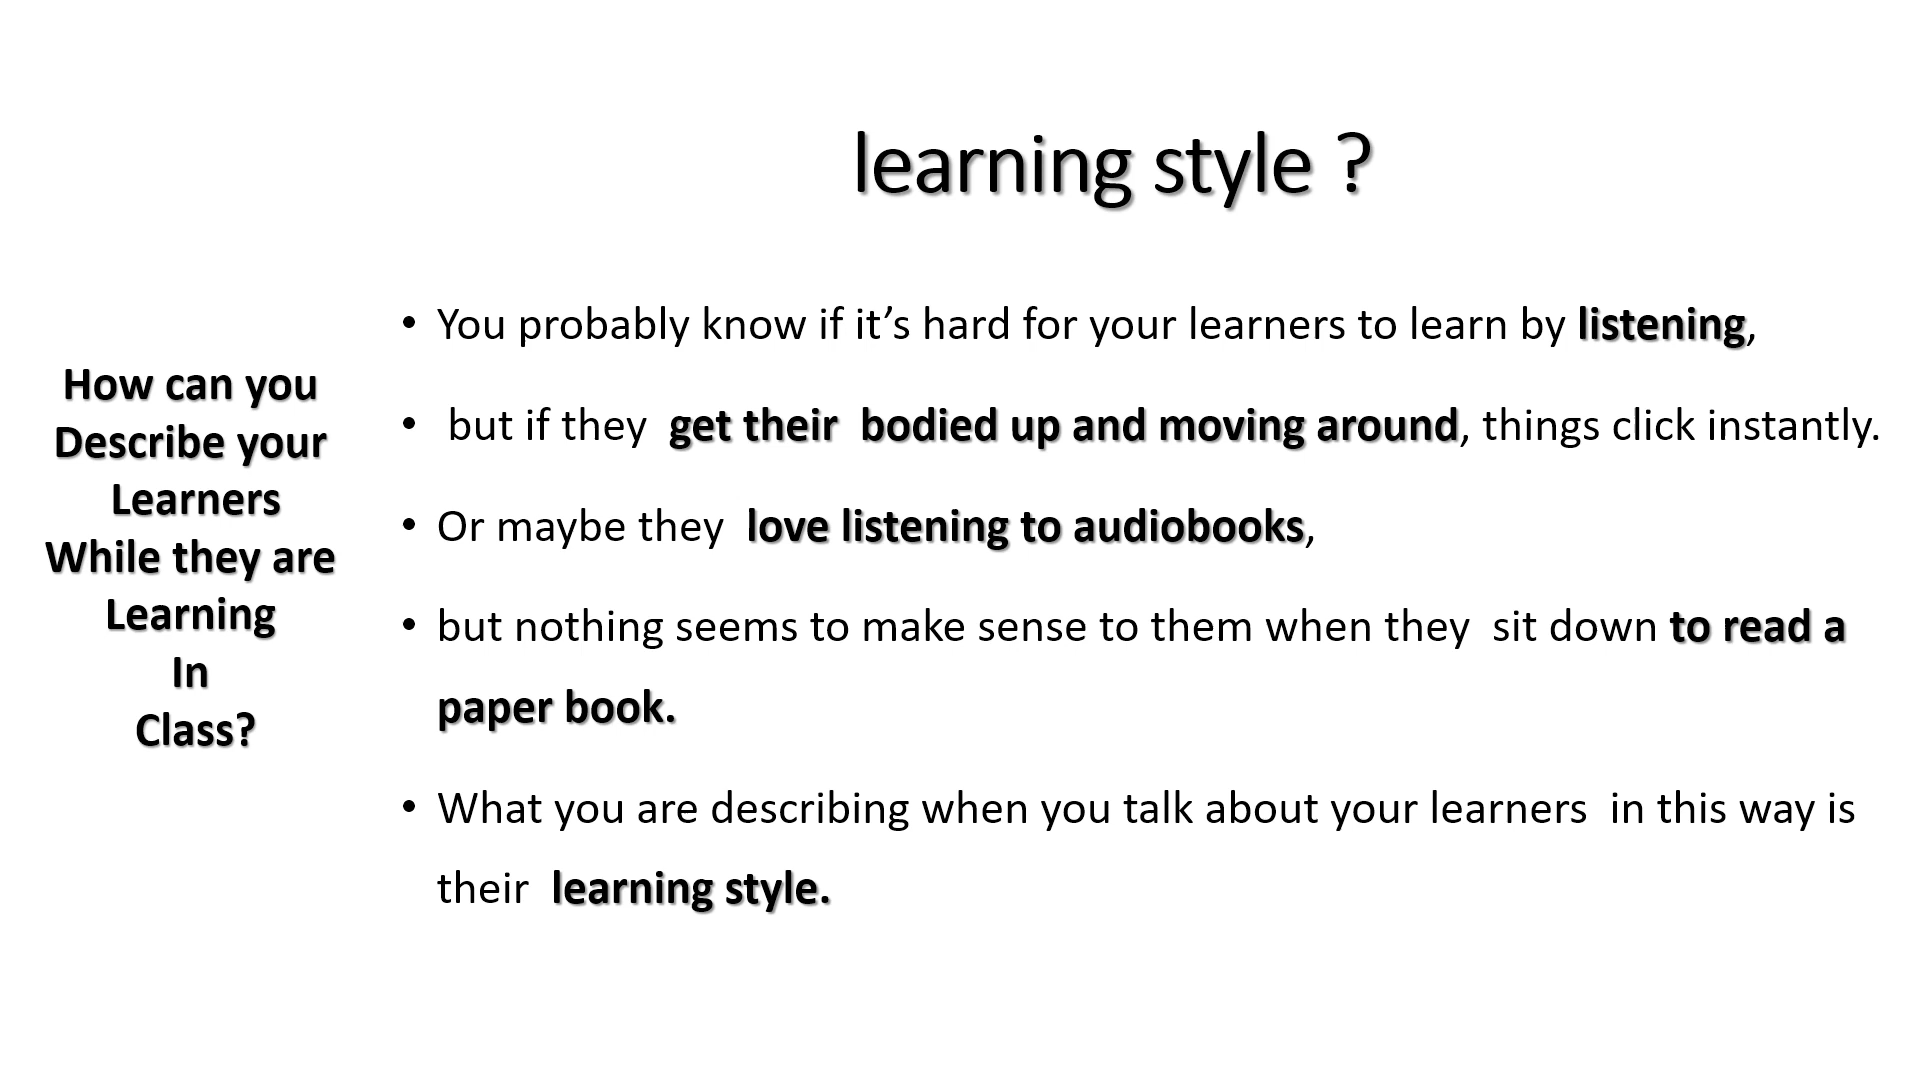 learning style ?
How can you
Describe your
Learners
While they are
Learning
In
Class?
• You probably know if it’s hard for your learners to learn by listening,
• but if they get their bodied up and moving around, things click instantly.
• Or maybe they love listening to audiobooks,
• but nothing seems to make sense to them when they sit down to read a
paper book.
• What you are describing when you talk about your learners in this way is
their learning style.